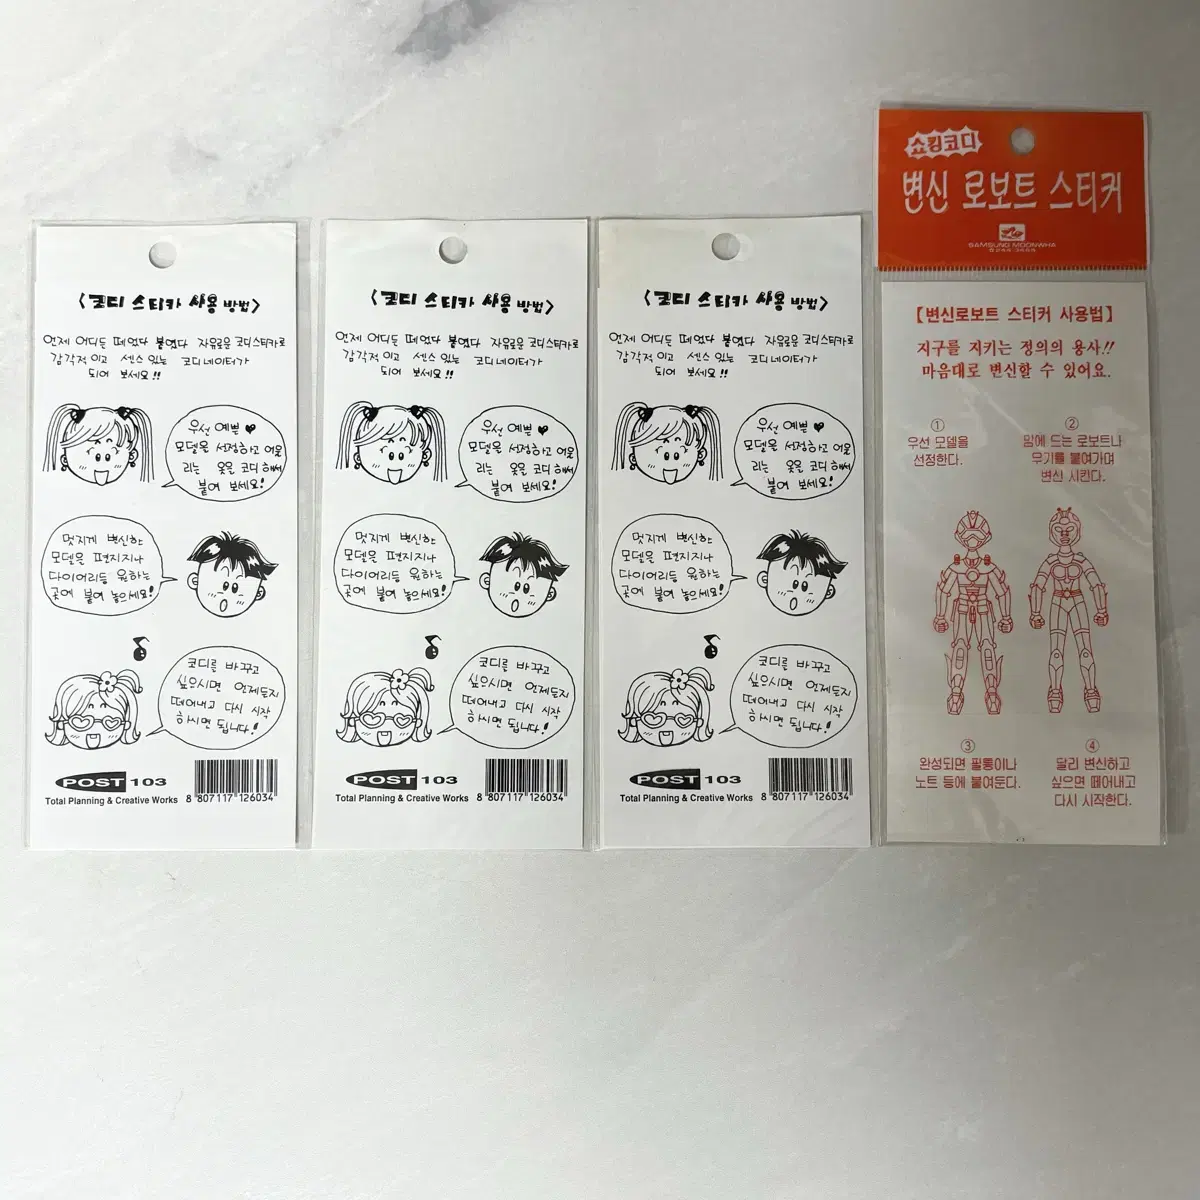 〈코디 스티카 사용 방법〉
언제 어디든 떼었다 붙였다 자유로운 코디스티카로
감각적이고 센스있는 코디네이터가
되어 보세요!!
우선 예쁜 ♥
모델을 선정하고 어울
리는 옷을 코디해서
붙여 보세요!
멋지게 변신한
모델을 편지지나
다이어리등 원하는
곳에 붙여 놓으세요!
코디를 바꾸고
싶으시면 언제든지
떼어내고 다시 시작
하시면 됩니다!
POST 103
Total Planning & Creative Works
8 807117 126034
〈코디 스티카 사용 방법〉
언제 어디든 떼었다 붙였다 자유로운 코디스티카로
감각적이고 센스있는 코디네이터가
되어 보세요!!
우선 예쁜 ♥
모델을 선정하고 어울
리는 옷을 코디해서
붙여 보세요!
멋지게 변신한
모델을 편지지나
다이어리등 원하는
곳에 붙여 놓으세요!
코디를 바꾸고
싶으시면 언제든지
떼어내고 다시 시작
하시면 됩니다!
POST 103
Total Planning & Creative Works
8 807117 126034
〈코디 스티카 사용 방법〉
언제 어디든 떼었다 붙였다 자유로운 코디스티카로
감각적이고 센스있는 코디네이터가
되어 보세요!!
우선 예쁜 ♥
모델을 선정하고 어울
리는 옷을 코디해서
붙여 보세요!
멋지게 변신한
모델을 편지지나
다이어리등 원하는
곳에 붙여 놓으세요!
코디를 바꾸고
싶으시면 언제든지
떼어내고 다시 시작
하시면 됩니다!
POST 103
Total Planning & Creative Works
8 807117 126034
쇼킹코디
변신 로보트 스티커
SAMSUNG MOONWHA
【변신로보트 스티커 사용법】
지구를 지키는 정의의 용사!!
마음대로 변신할 수 있어요.
①
우선 모델을
선정한다.
②
맘에 드는 로보트나
무기를 붙여가며
변신 시킨다.
③
완성되면 필통이나
노트 등에 붙여둔다.
④
달리 변신하고
싶으면 떼어내고
다시 시작한다.